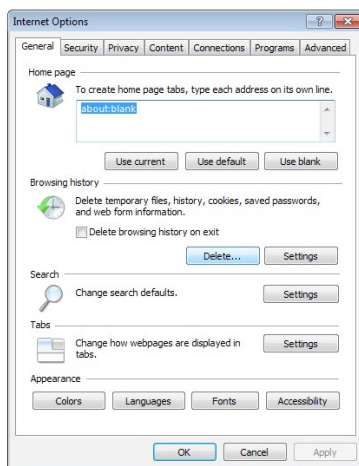 Internet Options
General Security Privacy Content Connections Programs Advanced
Home page
To create home page tabs, type each address on its own line.
about:blank
Use current Use default Use blank
Browsing history
Delete temporary files, history, cookies, saved passwords,
and web form information.
Delete browsing history on exit
Delete... Settings
Search
Change search defaults. Settings
Tabs
Change how webpages are displayed in
tabs.
Settings
Appearance
Colors Languages Fonts Accessibility
OK Cancel Apply